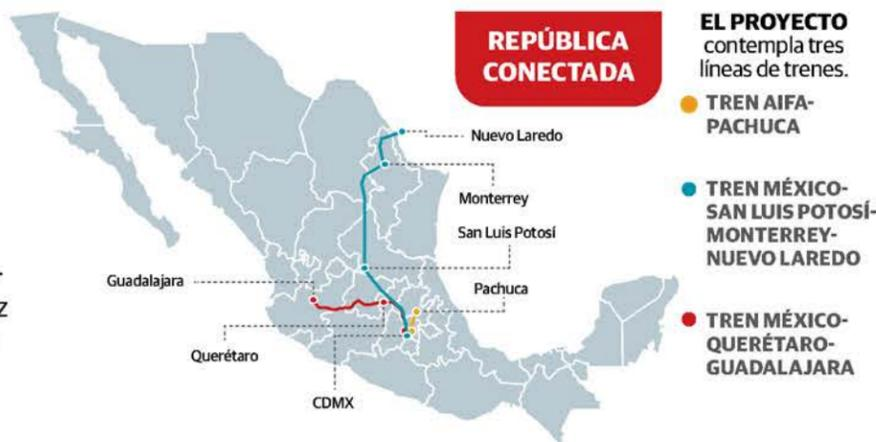 REPÚBLICA
CONECTADA
EL PROYECTO
contempla tres
líneas de trenes.
TREN AIFA-
PACHUCA
TREN MÉXICO-
SAN LUIS POTOSÍ-
MONTERREY-
NUEVO LAREDO
TREN MÉXICO-
QUERÉTARO-
GUADALAJARA
Nuevo Laredo
Monterrey
San Luis Potosí
Guadalajara
Pachuca
Querétaro
CDMX